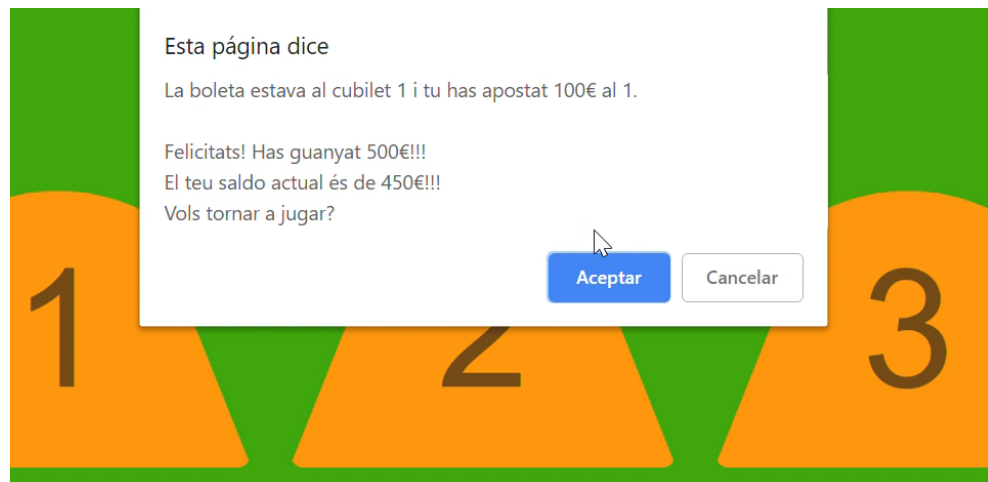 Esta página dice
La boleta estava al cubilet 1 i tu has apostat 100€ al 1.
Felicitats! Has guanyat 500€!!!
El teu saldo actual és de 450€!!!
Vols tornar a jugar?
Aceptar Cancelar
1 2 3